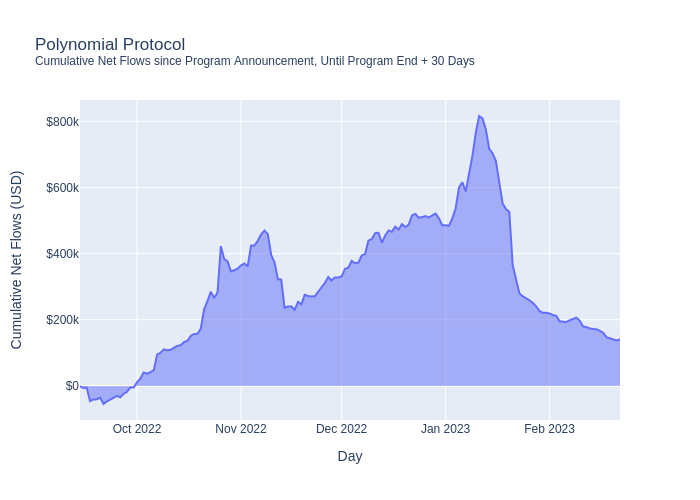 Polynomial Protocol
Cumulative Net Flows since Program Announcement, Until Program End + 30 Days
Cumulative Net Flows (USD)
$800k
$600k
$400k
$200k
$0
Oct 2022
Nov 2022
Dec 2022
Jan 2023
Feb 2023
Day